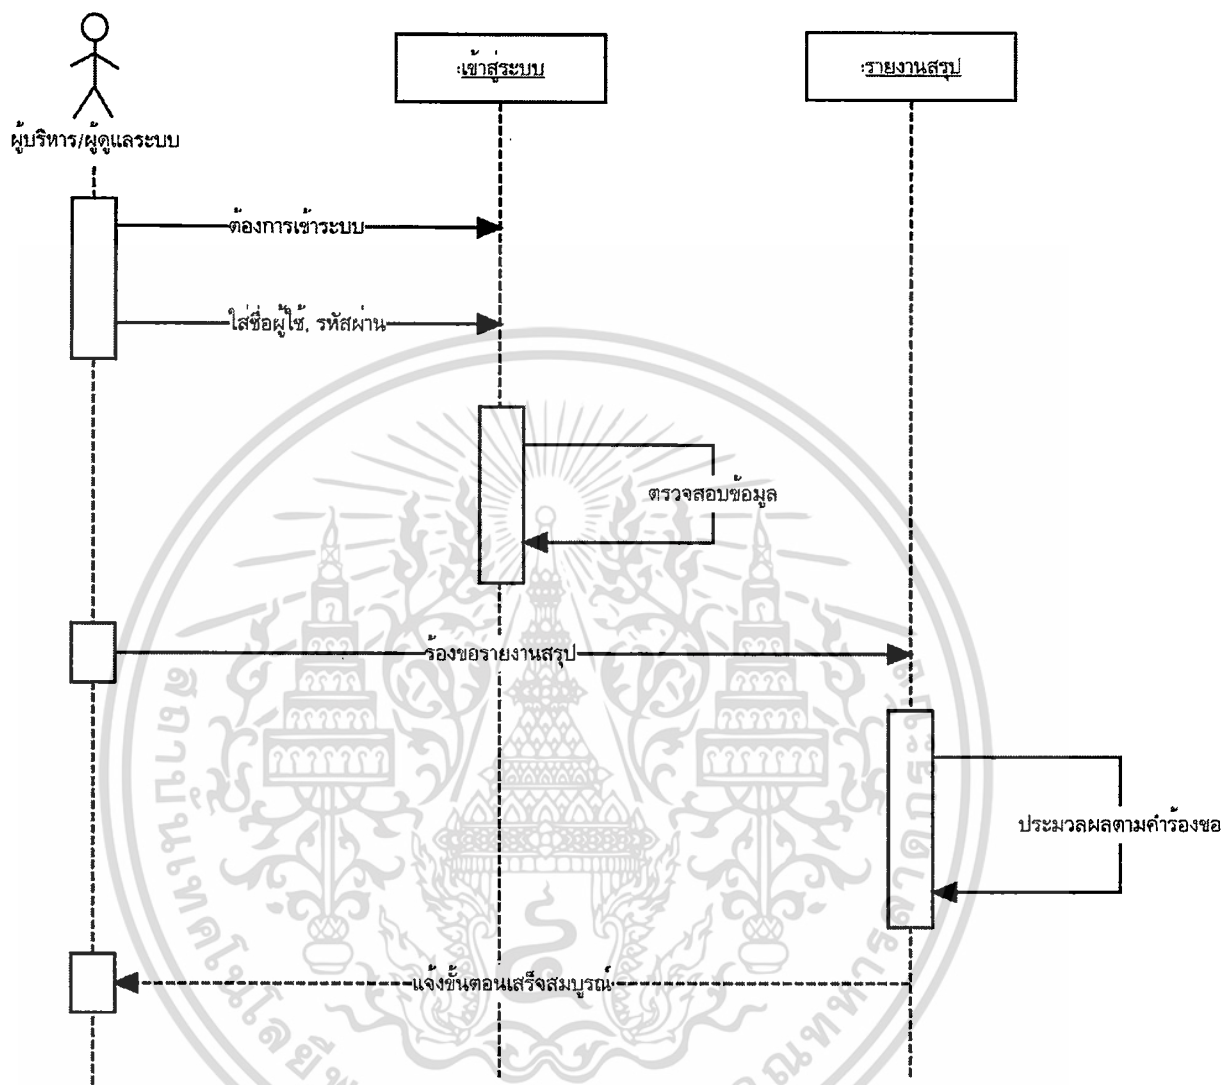 :เข้าสู่ระบบ
:รายงานสรุป
ผู้บริหาร/ผู้ดูแลระบบ
ต้องการเข้าระบบ
ใส่ชื่อผู้ใช้, รหัสผ่าน
ตรวจสอบข้อมูล
ร้องขอรายงานสรุป
ประมวลผลตามคำร้องขอ
แจ้งขั้นตอนเสร็จสมบูรณ์